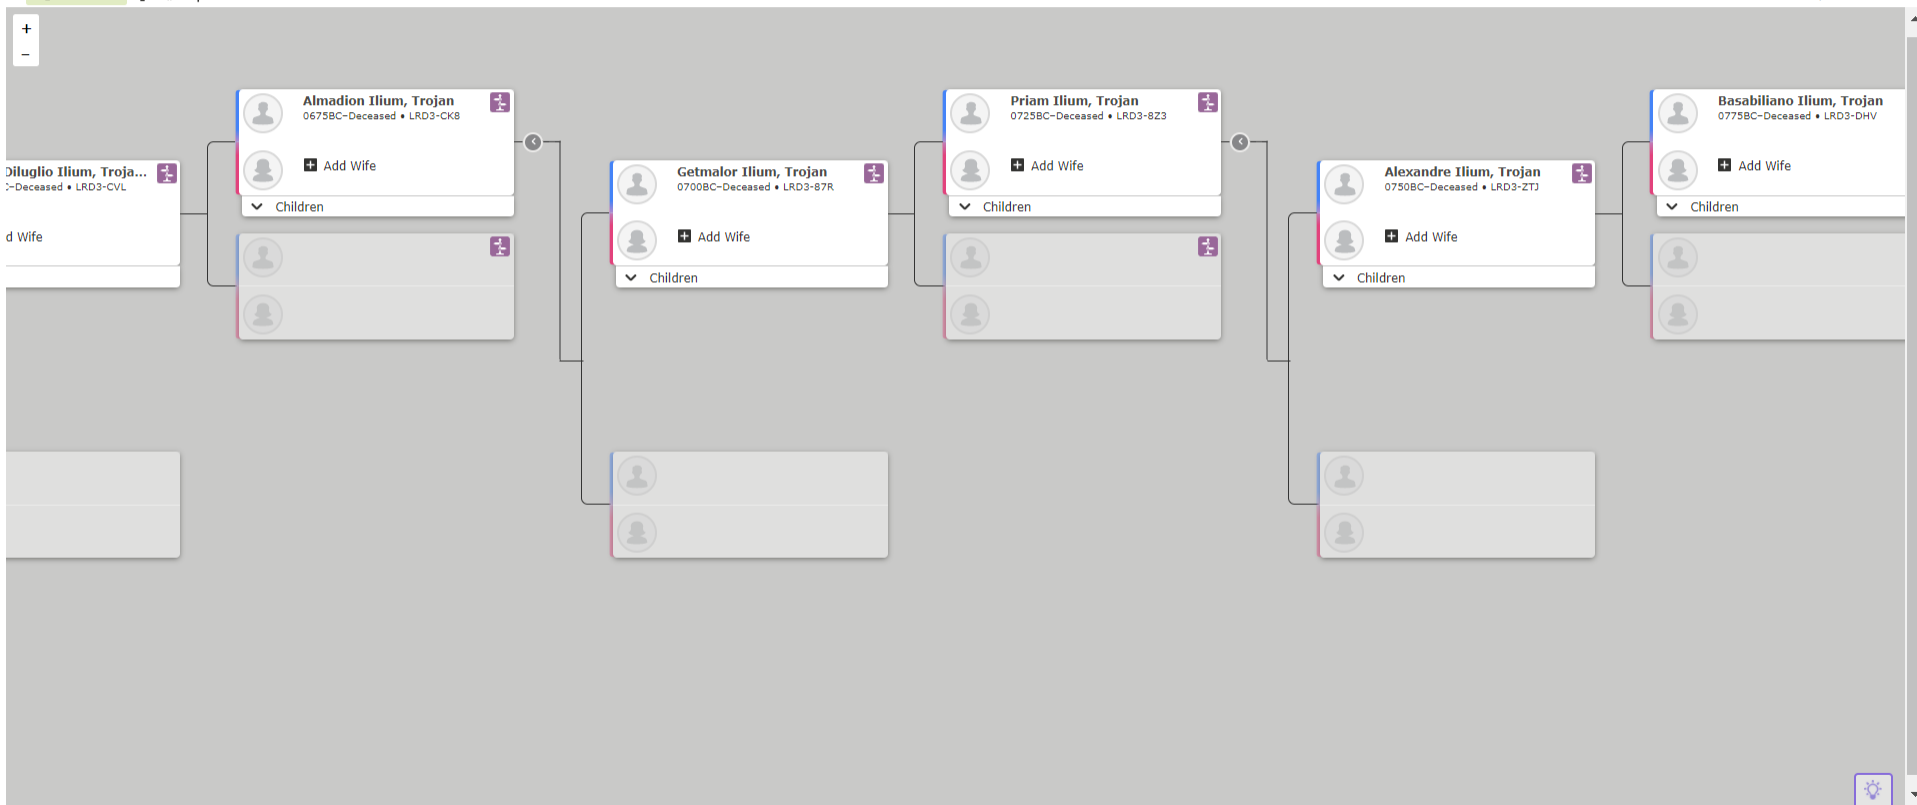 +
−
Diluglio Ilium, Troja...
C–Deceased • LRD3-CVL
d Wife
Almadion Ilium, Trojan
0675BC–Deceased • LRD3-CK8
Add Wife
Children
Getmalor Ilium, Trojan
0700BC–Deceased • LRD3-87R
Add Wife
Children
Priam Ilium, Trojan
0725BC–Deceased • LRD3-8Z3
Add Wife
Children
Alexandre Ilium, Trojan
0750BC–Deceased • LRD3-ZTJ
Add Wife
Children
Basabiliano Ilium, Trojan
0775BC–Deceased • LRD3-DHV
Add Wife
Children